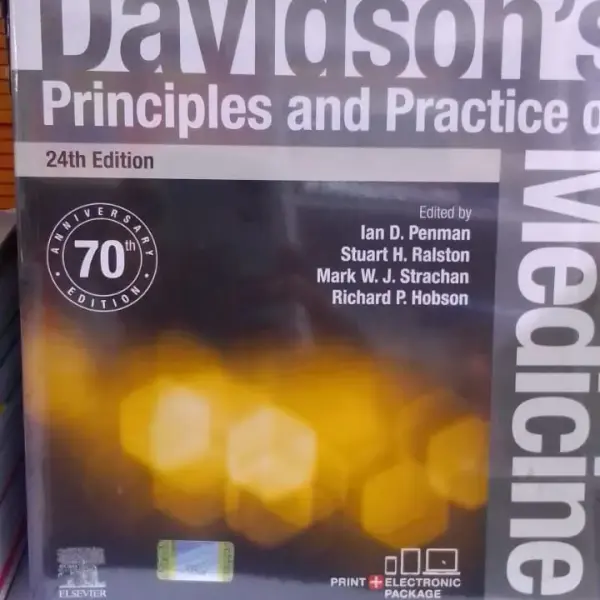 Davidson's
Principles and Practice o
Medicine
24th Edition
ANNIVERSARY
70th
EDITION
Edited by
Ian D. Penman
Stuart H. Ralston
Mark W. J. Strachan
Richard P. Hobson
ELSEVIER
PRINT + ELECTRONIC
PACKAGE